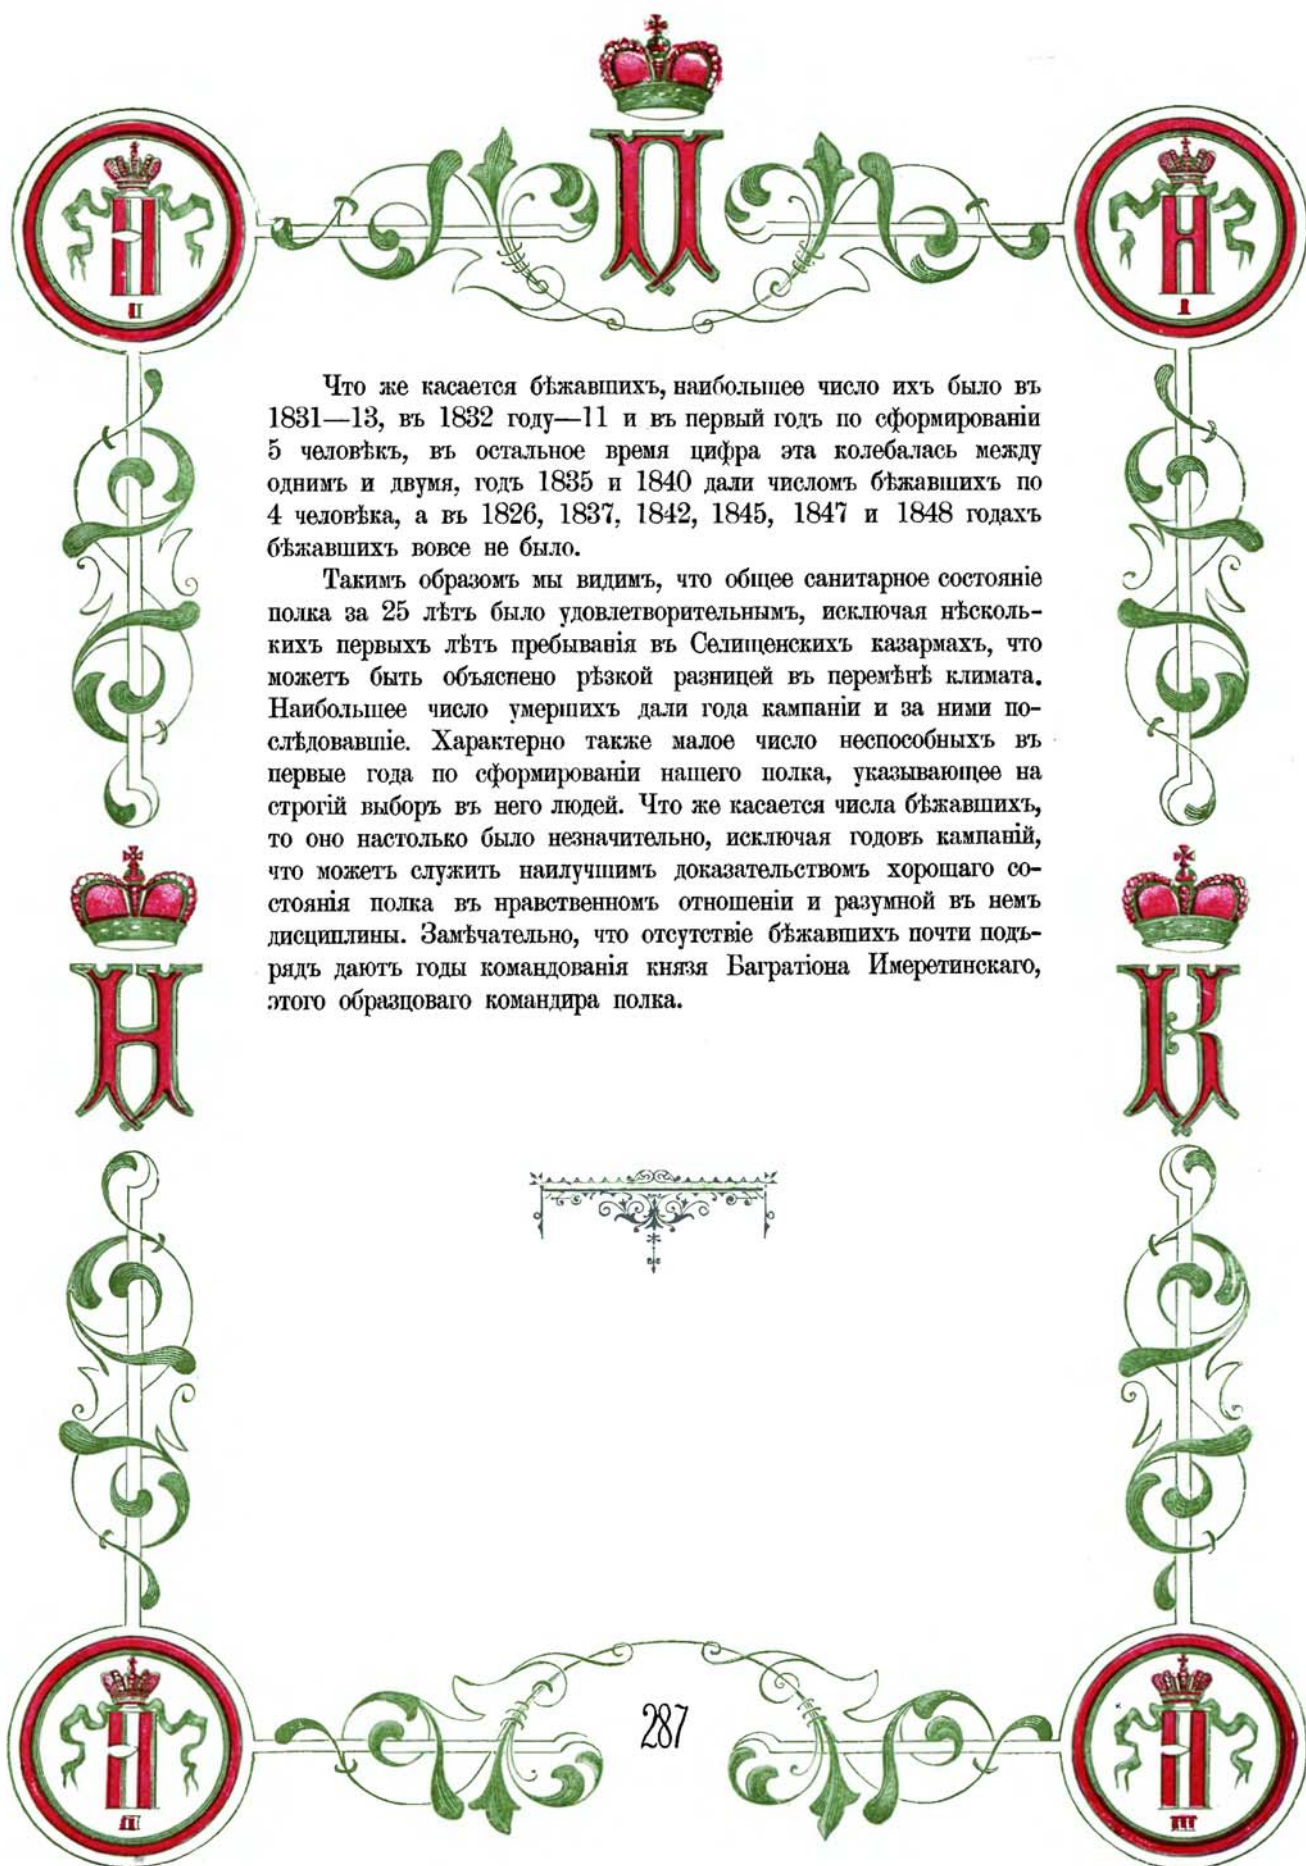 П
II
I
Что же касается бѣжавшихъ, наибольшее число ихъ было въ
1831—13, въ 1832 году—11 и въ первый годъ по сформированіи
5 человѣкъ, въ остальное время цифра эта колебалась между
однимъ и двумя, годъ 1835 и 1840 дали числомъ бѣжавшихъ по
4 человѣка, а въ 1826, 1837, 1842, 1845, 1847 и 1848 годахъ
бѣжавшихъ вовсе не было.
Такимъ образомъ мы видимъ, что общее санитарное состояніе
полка за 25 лѣтъ было удовлетворительнымъ, исключая нѣсколь-
кихъ первыхъ лѣтъ пребыванія въ Селищенскихъ казармахъ, что
можетъ быть объяснено рѣзкой разницей въ перемѣнѣ климата.
Наибольшее число умершихъ дали года кампаніи и за ними по-
слѣдовавшіе. Характерно также малое число неспособныхъ въ
первые года по сформированіи нашего полка, указывающее на
строгій выборъ въ него людей. Что же касается числа бѣжавшихъ,
то оно настолько было незначительно, исключая годовъ кампаній,
что можетъ служить наилучшимъ доказательствомъ хорошаго со-
стоянія полка въ нравственномъ отношеніи и разумной въ немъ
дисциплины. Замѣчательно, что отсутствіе бѣжавшихъ почти подъ-
рядъ даютъ годы командованія князя Багратіона Имеретинскаго,
этого образцоваго командира полка.
Н
К
III
287